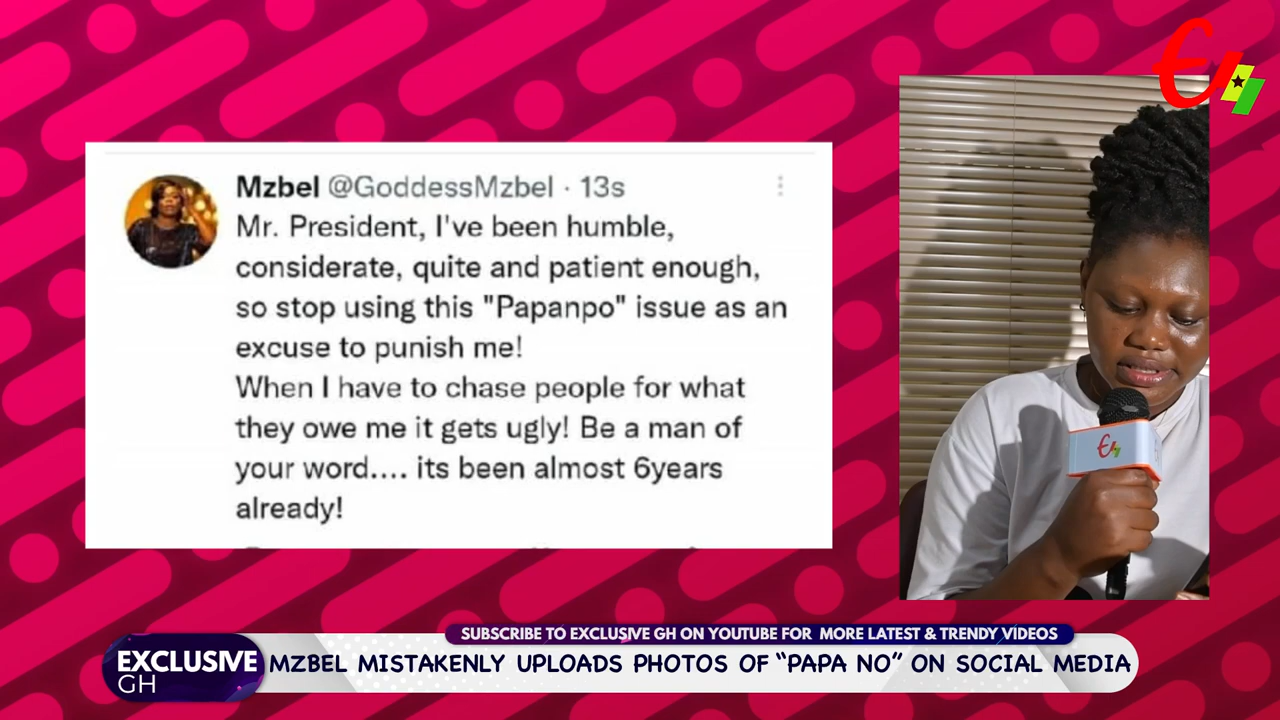 Mzbel @GoddessMzbel · 13s
Mr. President, I've been humble,
considerate, quite and patient enough,
so stop using this "Papanpo" issue as an
excuse to punish me!
When I have to chase people for what
they owe me it gets ugly! Be a man of
your word.... its been almost 6years
already!
SUBSCRIBE TO EXCLUSIVE GH ON YOUTUBE FOR MORE LATEST & TRENDY VIDEOS
EXCLUSIVE
GH
MZBEL MISTAKENLY UPLOADS PHOTOS OF “PAPA NO” ON SOCIAL MEDIA